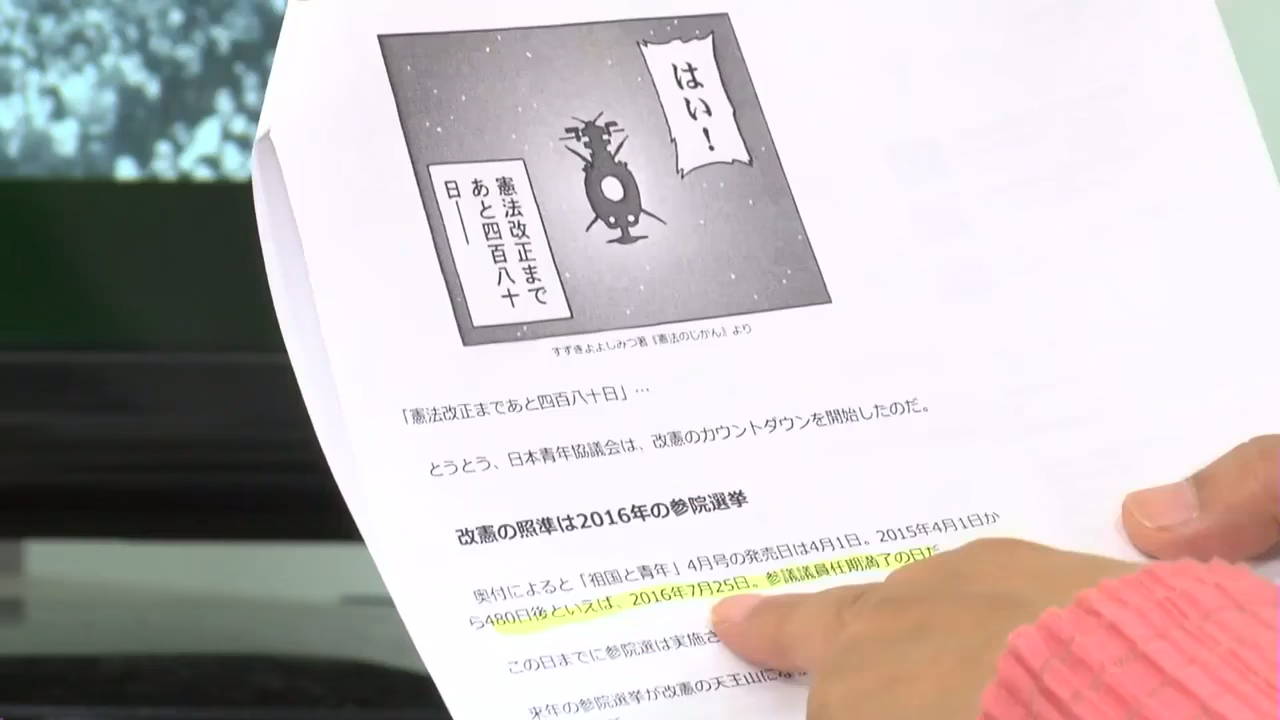 はい！
憲法改正まで
あと四百八十
日――
すずきよよしみつ著『憲法のじかん』より
「憲法改正まであと四百八十日」…
とうとう、日本青年協議会は、改憲のカウントダウンを開始したのだ。
改憲の照準は2016年の参院選挙
奥付によると「祖国と青年」4月号の発売日は4月1日。2015年4月1日か
ら480日後といえば、2016年7月25日。参議議員任期満了の日だ
この日までに参院選は実施さ
来年の参院選挙が改憲の天王山にな